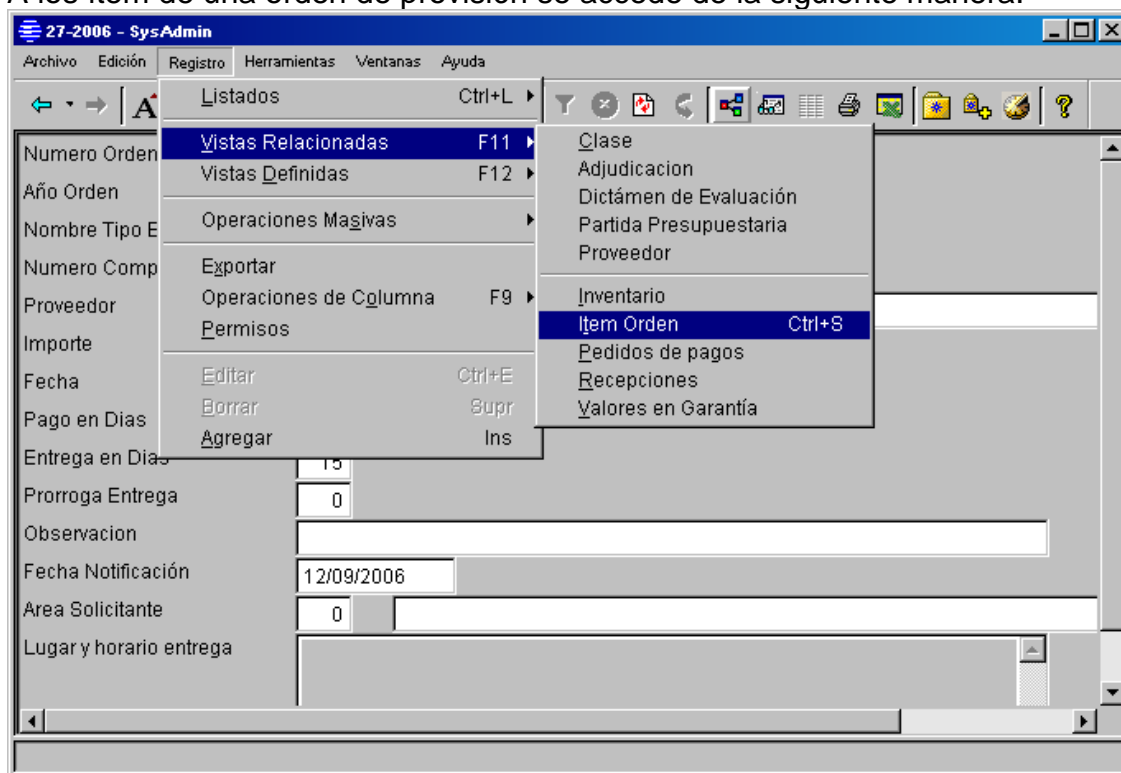 A los ítem de una orden de provisión se accede de la siguiente manera:
27-2006 - SysAdmin
Archivo Edición Registro Herramientas Ventanas Ayuda
Listados Ctrl+L
Vistas Relacionadas F11
Vistas Definidas F12
Operaciones Masivas
Exportar
Operaciones de Columna F9
Permisos
Editar Ctrl+E
Borrar Supr
Agregar Ins
Clase
Adjudicacion
Dictámen de Evaluación
Partida Presupuestaria
Proveedor
Inventario
Item Orden Ctrl+S
Pedidos de pagos
Recepciones
Valores en Garantía
Numero Orden
Año Orden
Nombre Tipo E
Numero Comp
Proveedor
Importe
Fecha
Pago en Dias
Entrega en Dias 15
Prorroga Entrega 0
Observacion
Fecha Notificación 12/09/2006
Area Solicitante 0
Lugar y horario entrega